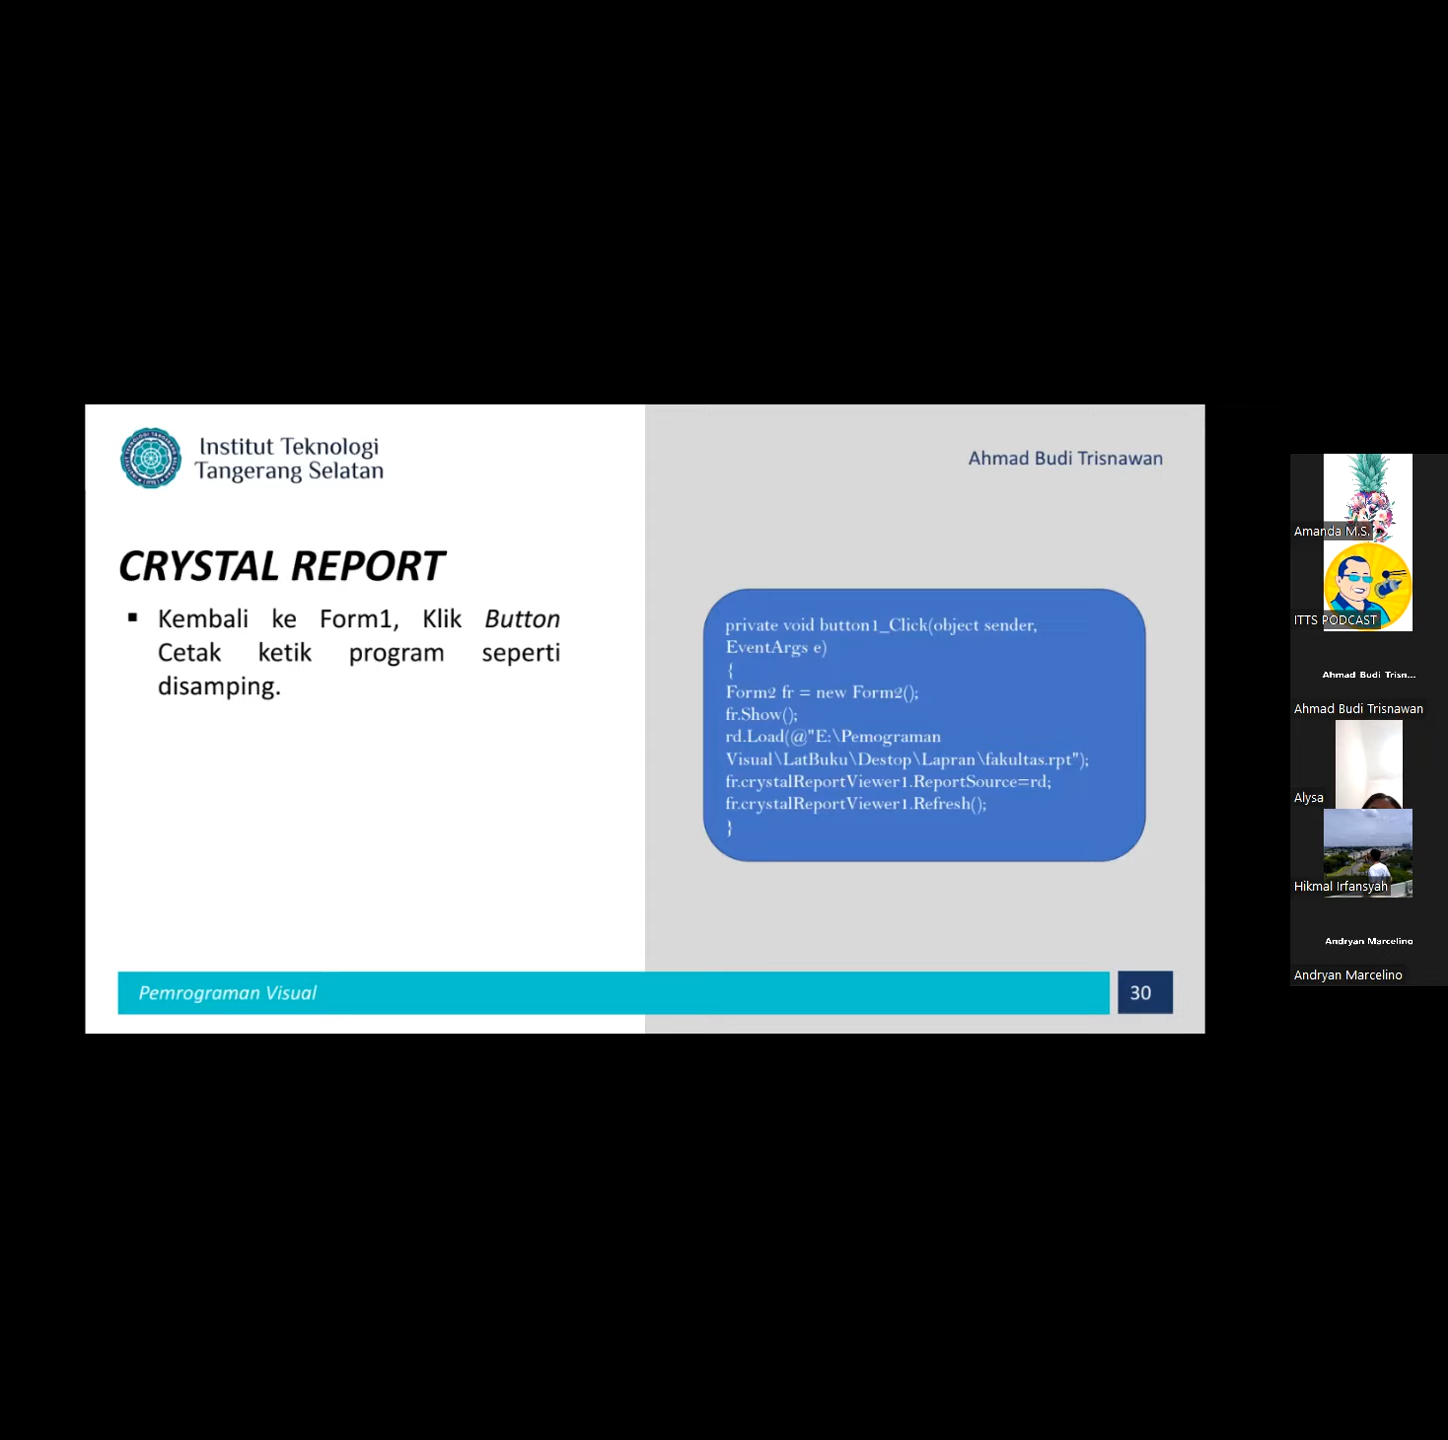 Institut Teknologi
Tangerang Selatan
Ahmad Budi Trisnawan
CRYSTAL REPORT
▪ Kembali ke Form1, Klik Button
Cetak ketik program seperti
disamping.
private void button1_Click(object sender,
EventArgs e)
{
Form2 fr = new Form2();
fr.Show();
rd.Load(@"E:\Pemograman
Visual\LatBuku\Destop\Lapran\fakultas.rpt");
fr.crystalReportViewer1.ReportSource=rd;
fr.crystalReportViewer1.Refresh();
}
Pemrograman Visual
30
Amanda M.S.
ITTS PODCAST
Ahmad Budi Trisn...
Ahmad Budi Trisnawan
Alysa
Hikmal Irfansyah
Andryan Marcelino
Andryan Marcelino